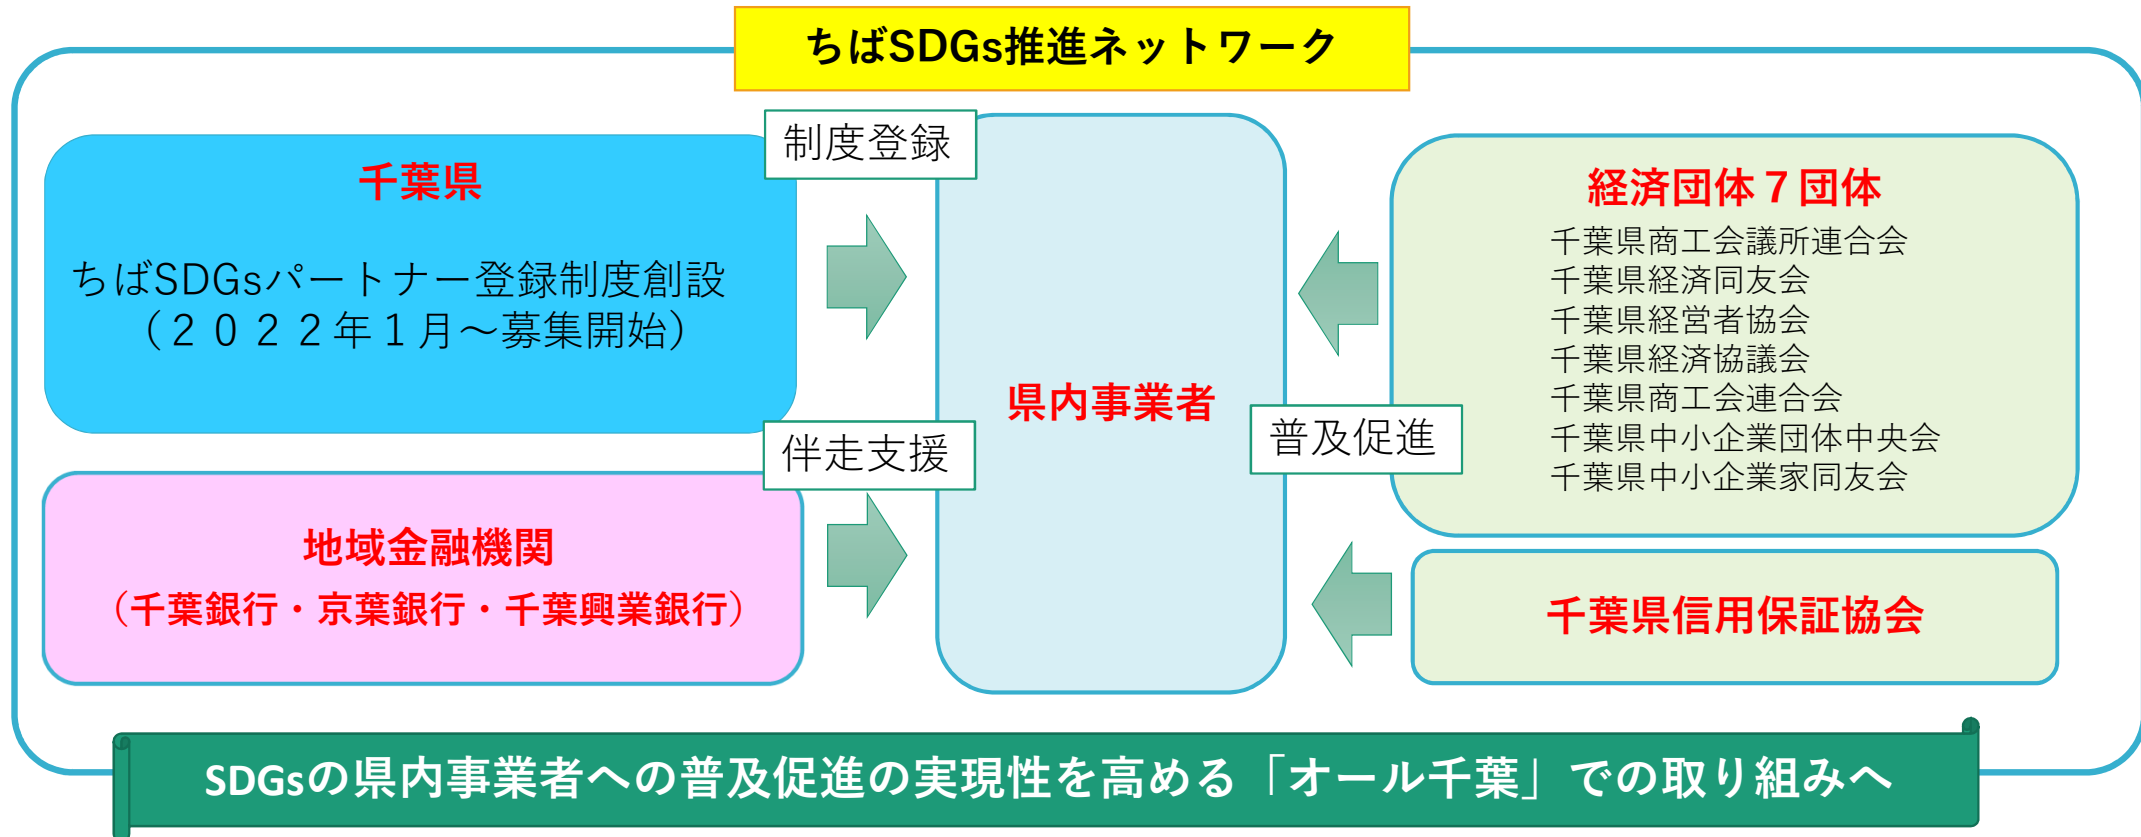 ちばSDGs推進ネットワーク
制度登録
千葉県
ちばSDGsパートナー登録制度創設
（２０２２年１月～募集開始）
伴走支援
地域金融機関
（千葉銀行・京葉銀行・千葉興業銀行）
県内事業者
経済団体７団体
千葉県商工会議所連合会
千葉県経済同友会
千葉県経営者協会
千葉県経済協議会
千葉県商工会連合会
千葉県中小企業団体中央会
千葉県中小企業家同友会
普及促進
千葉県信用保証協会
SDGsの県内事業者への普及促進の実現性を高める「オール千葉」での取り組みへ